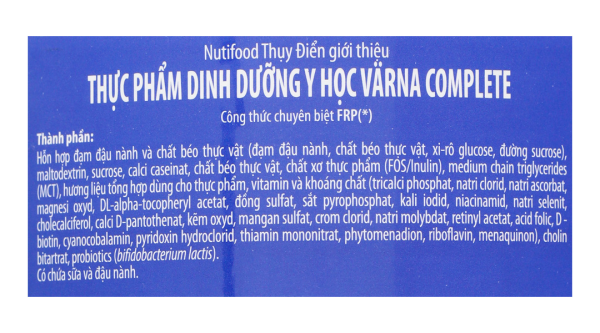 Nutifood Thụy Điển giới thiệu
THỰC PHẨM DINH DƯỠNG Y HỌC VÄRNA COMPLETE
Công thức chuyên biệt FRP(*)
Thành phần:
Hỗn hợp đạm đậu nành và chất béo thực vật (đạm đậu nành, chất béo thực vật, xi-rô glucose, đường sucrose),
maltodextrin, sucrose, calci caseinat, chất béo thực vật, chất xơ thực phẩm (FOS/Inulin), medium chain triglycerides
(MCT), hương liệu tổng hợp dùng cho thực phẩm, vitamin và khoáng chất (tricalci phosphat, natri clorid, natri ascorbat,
magnesi oxyd, DL-alpha-tocopheryl acetat, đồng sulfat, sắt pyrophosphat, kali iodid, niacinamid, natri selenit,
cholecalciferol, calci D-pantothenat, kẽm oxyd, mangan sulfat, crom clorid, natri molybdat, retinyl acetat, acid folic, D -
biotin, cyanocobalamin, pyridoxin hydroclorid, thiamin mononitrat, phytomenadion, riboflavin, menaquinon), cholin
bitartrat, probiotics (bifidobacterium lactis).
Có chứa sữa và đậu nành.